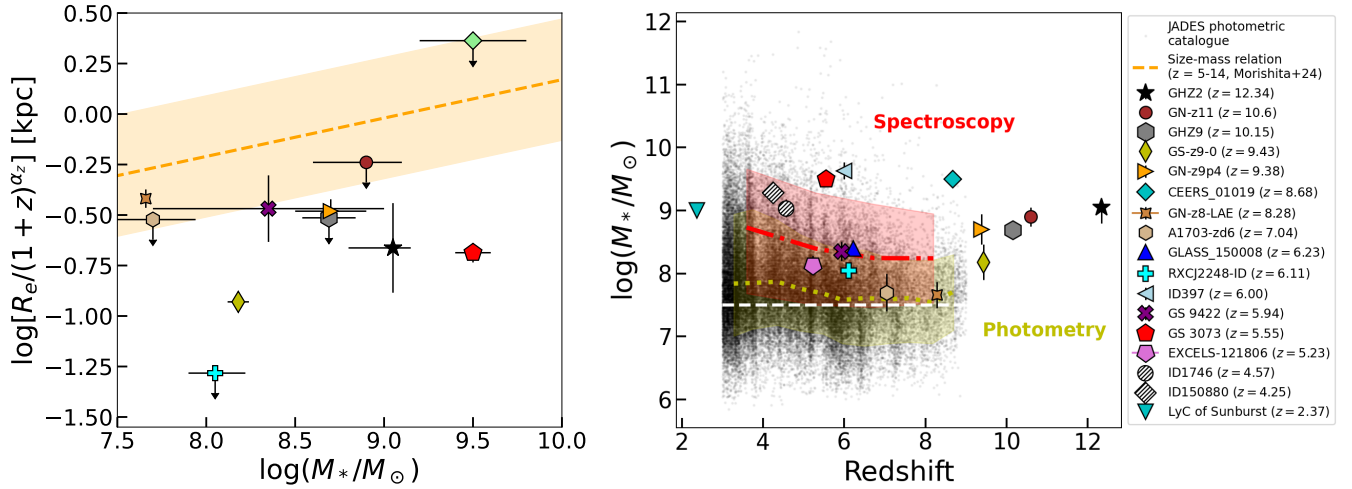 0.50
0.25
0.00
−0.25
−0.50
−0.75
−1.00
−1.25
−1.50
log[R_e/(1 + z)^{α_z}] [kpc]
7.5 8.0 8.5 9.0 9.5 10.0
log(M_*/M_⊙)
12
11
10
9
8
7
6
log(M_*/M_⊙)
Spectroscopy
Photometry
2 4 6 8 10 12
Redshift
JADES photometric
catalogue
Size-mass relation
(z = 5-14, Morishita+24)
GHZ2 (z = 12.34)
GN-z11 (z = 10.6)
GHZ9 (z = 10.15)
GS-z9-0 (z = 9.43)
GN-z9p4 (z = 9.38)
CEERS_01019 (z = 8.68)
GN-z8-LAE (z = 8.28)
A1703-zd6 (z = 7.04)
GLASS_150008 (z = 6.23)
RXCJ2248-ID (z = 6.11)
ID397 (z = 6.00)
GS 9422 (z = 5.94)
GS 3073 (z = 5.55)
EXCELS-121806 (z = 5.23)
ID1746 (z = 4.57)
ID150880 (z = 4.25)
LyC of Sunburst (z = 2.37)